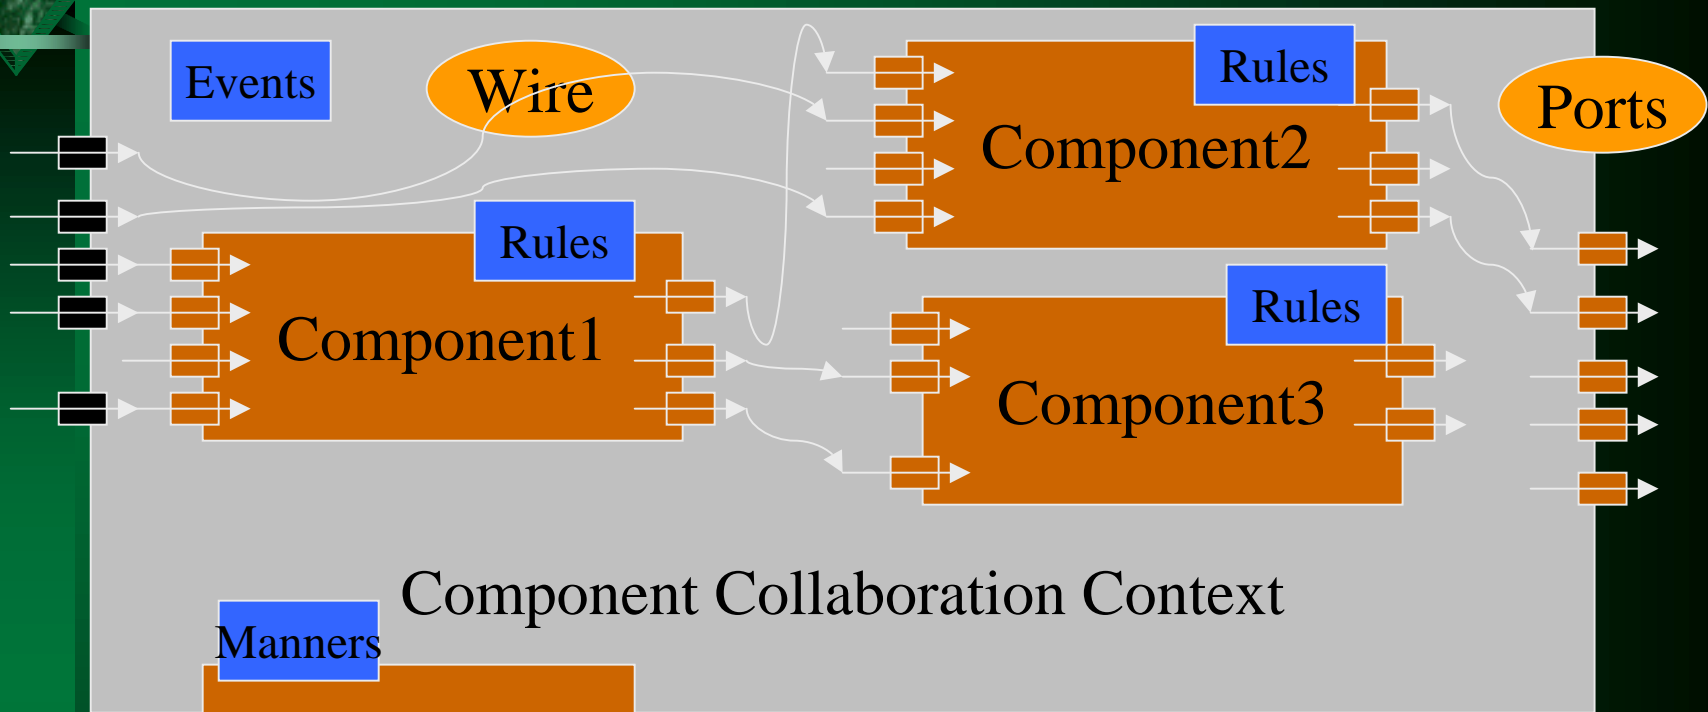 Events
Wire
Rules
Ports
Component2
Rules
Component1
Rules
Component3
Component Collaboration Context
Manners